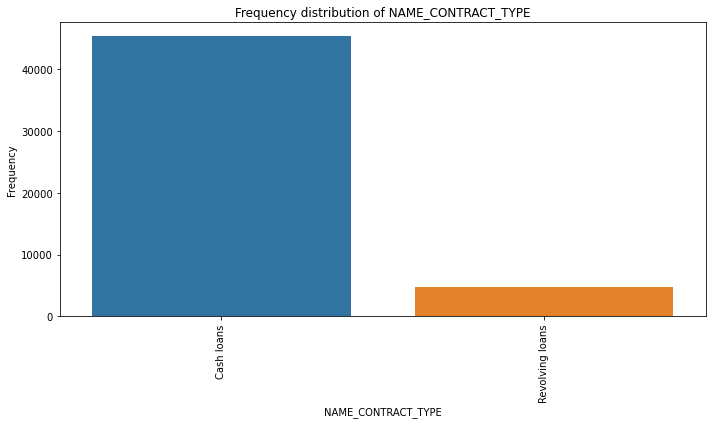 Frequency distribution of NAME_CONTRACT_TYPE
Frequency
40000
30000
20000
10000
0
Cash loans
Revolving loans
NAME_CONTRACT_TYPE